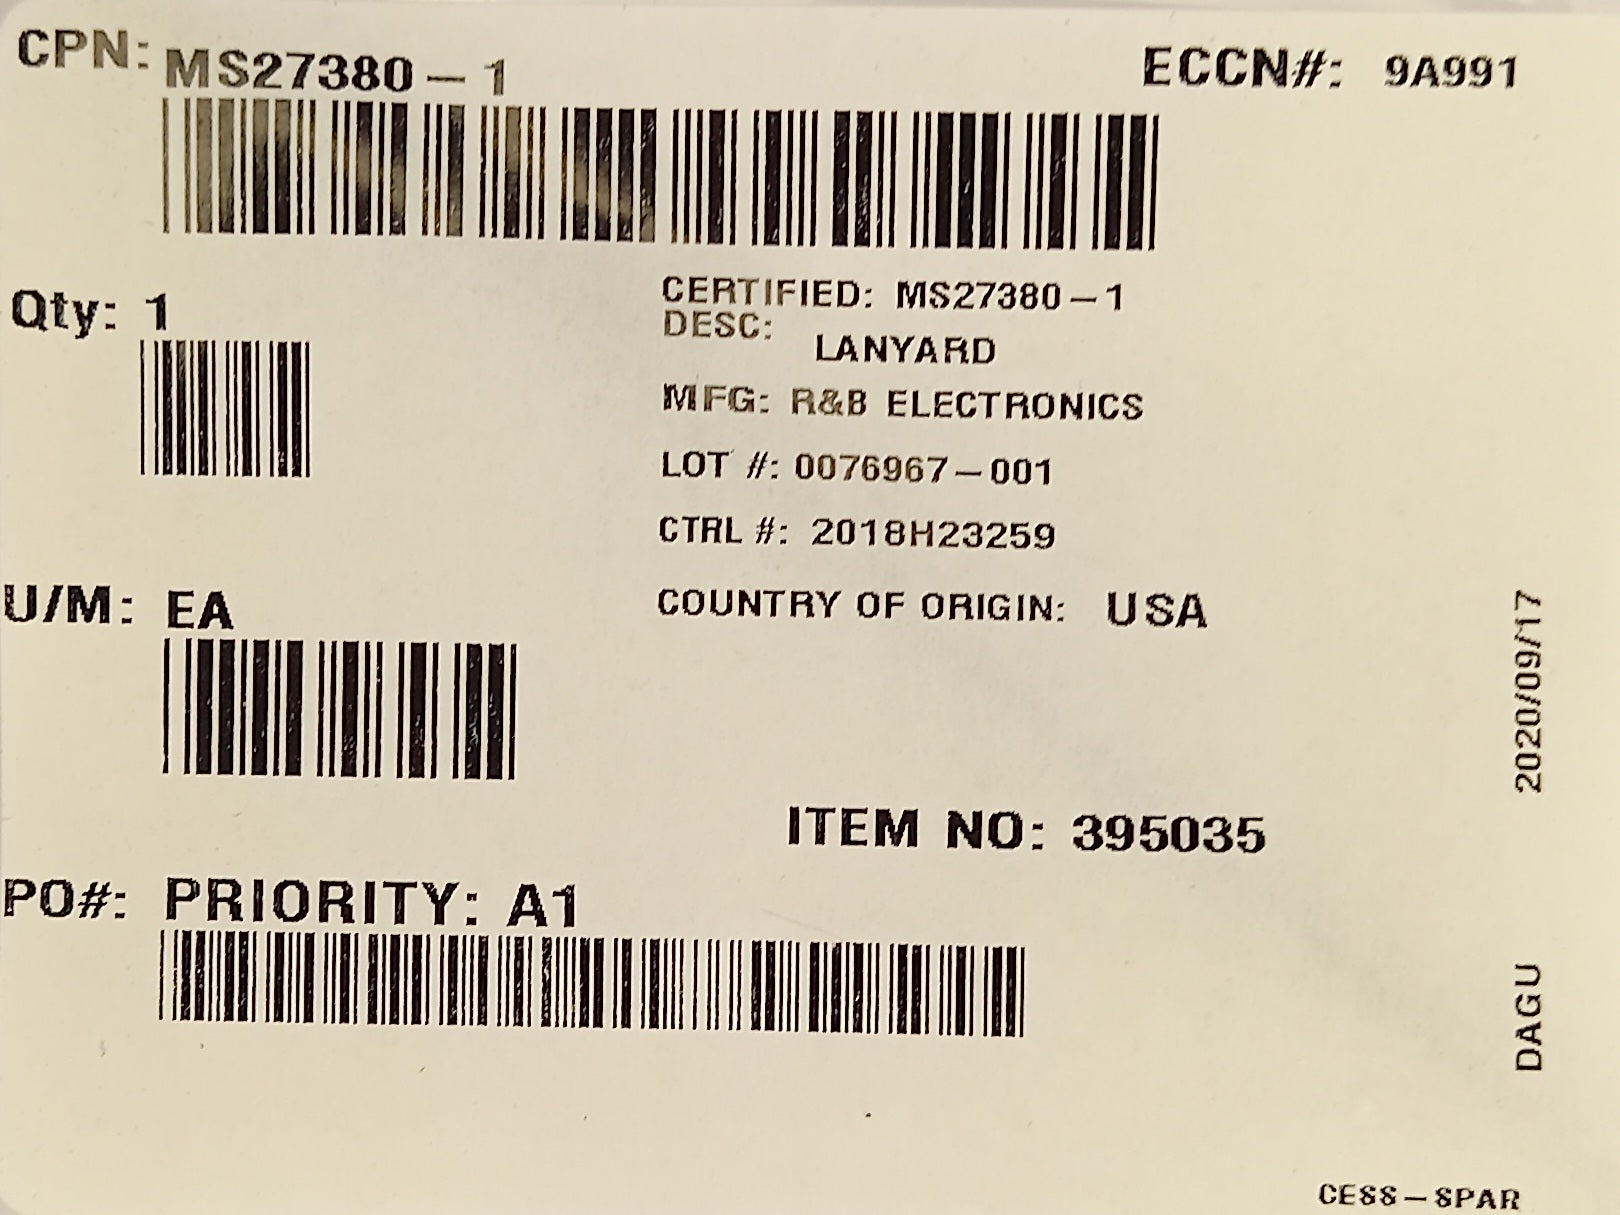 CPN: MS27380-1
ECCN#: 9A991
Qty: 1
CERTIFIED: MS27380-1
DESC: LANYARD
MFG: R&B ELECTRONICS
LOT #: 0076967-001
CTRL #: 2018H23259
U/M: EA
COUNTRY OF ORIGIN: USA
ITEM NO: 395035
PO#: PRIORITY: A1
2020/09/17
DAGU
CESS-SPAR